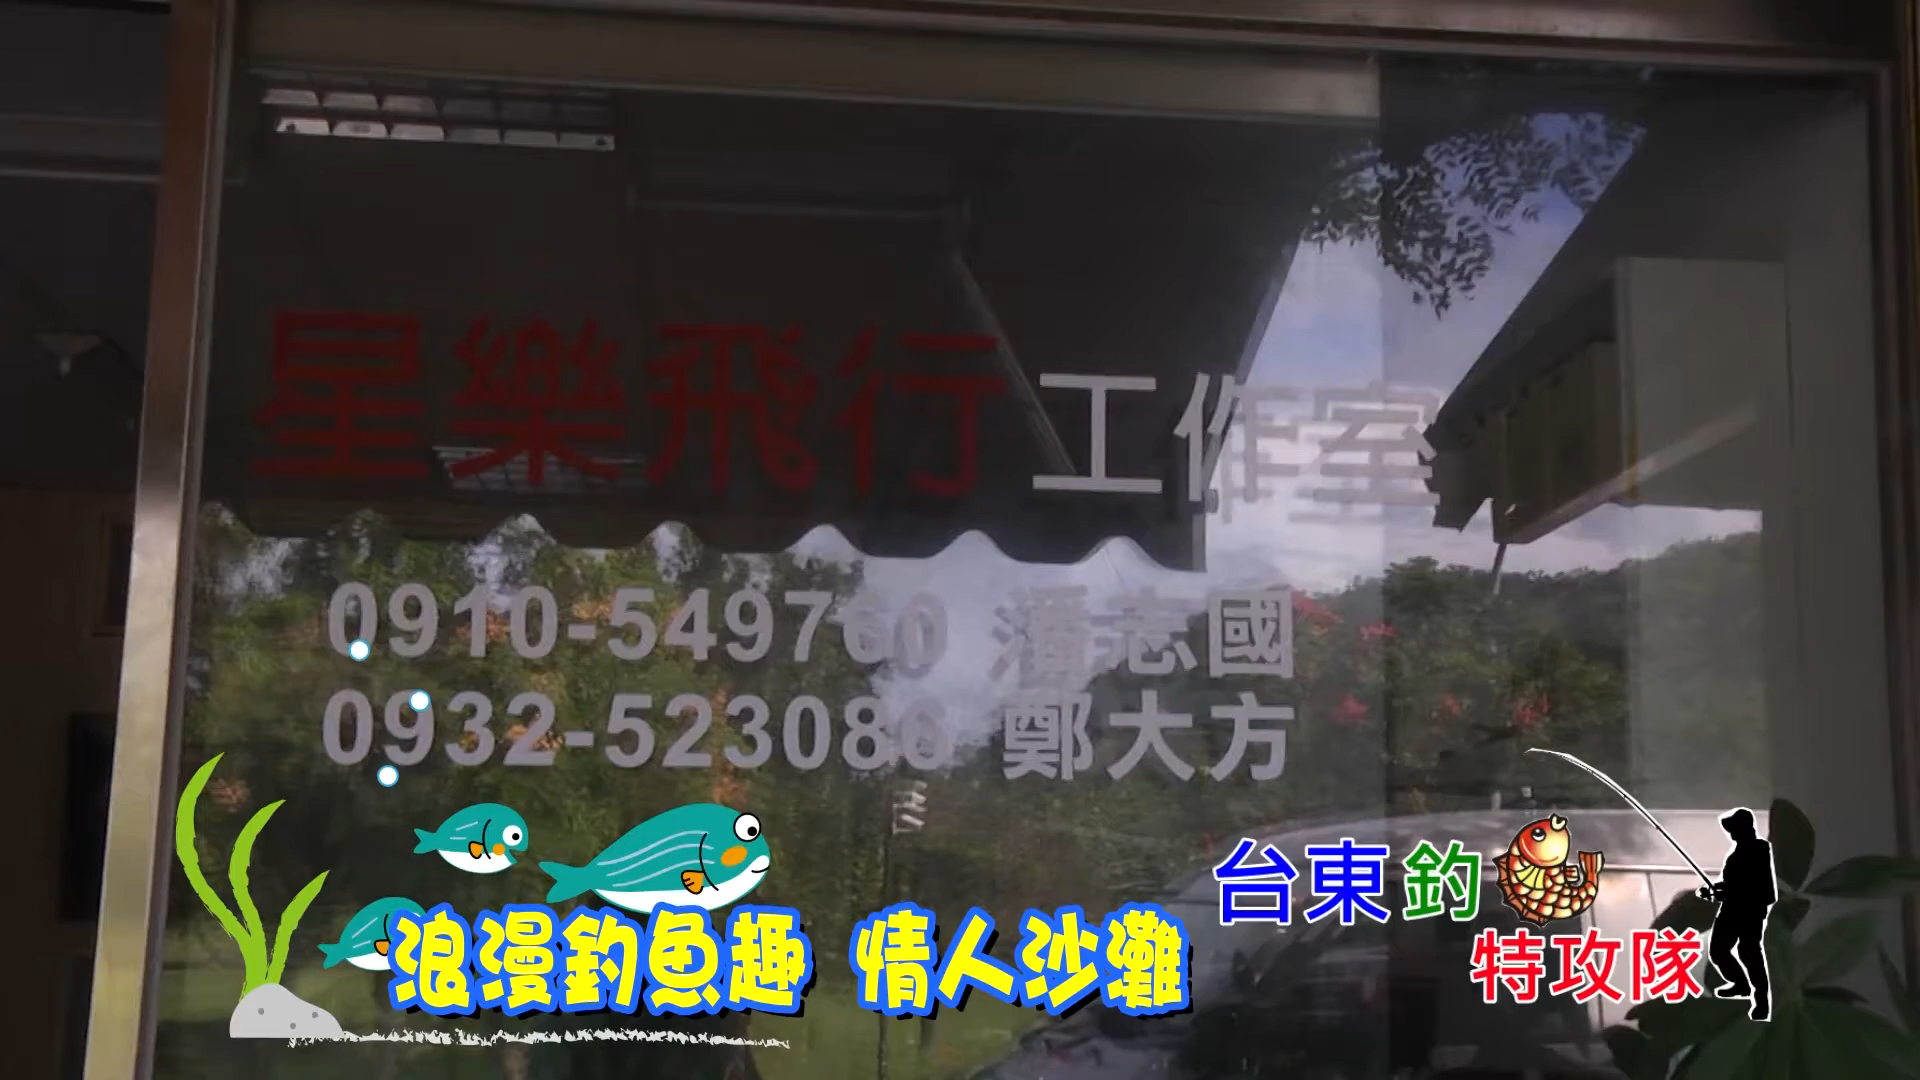 星樂飛行工作室
0910-549760 潘志國
0932-523086 鄭大方
浪漫釣魚趣 情人沙灘
台東釣
特攻隊